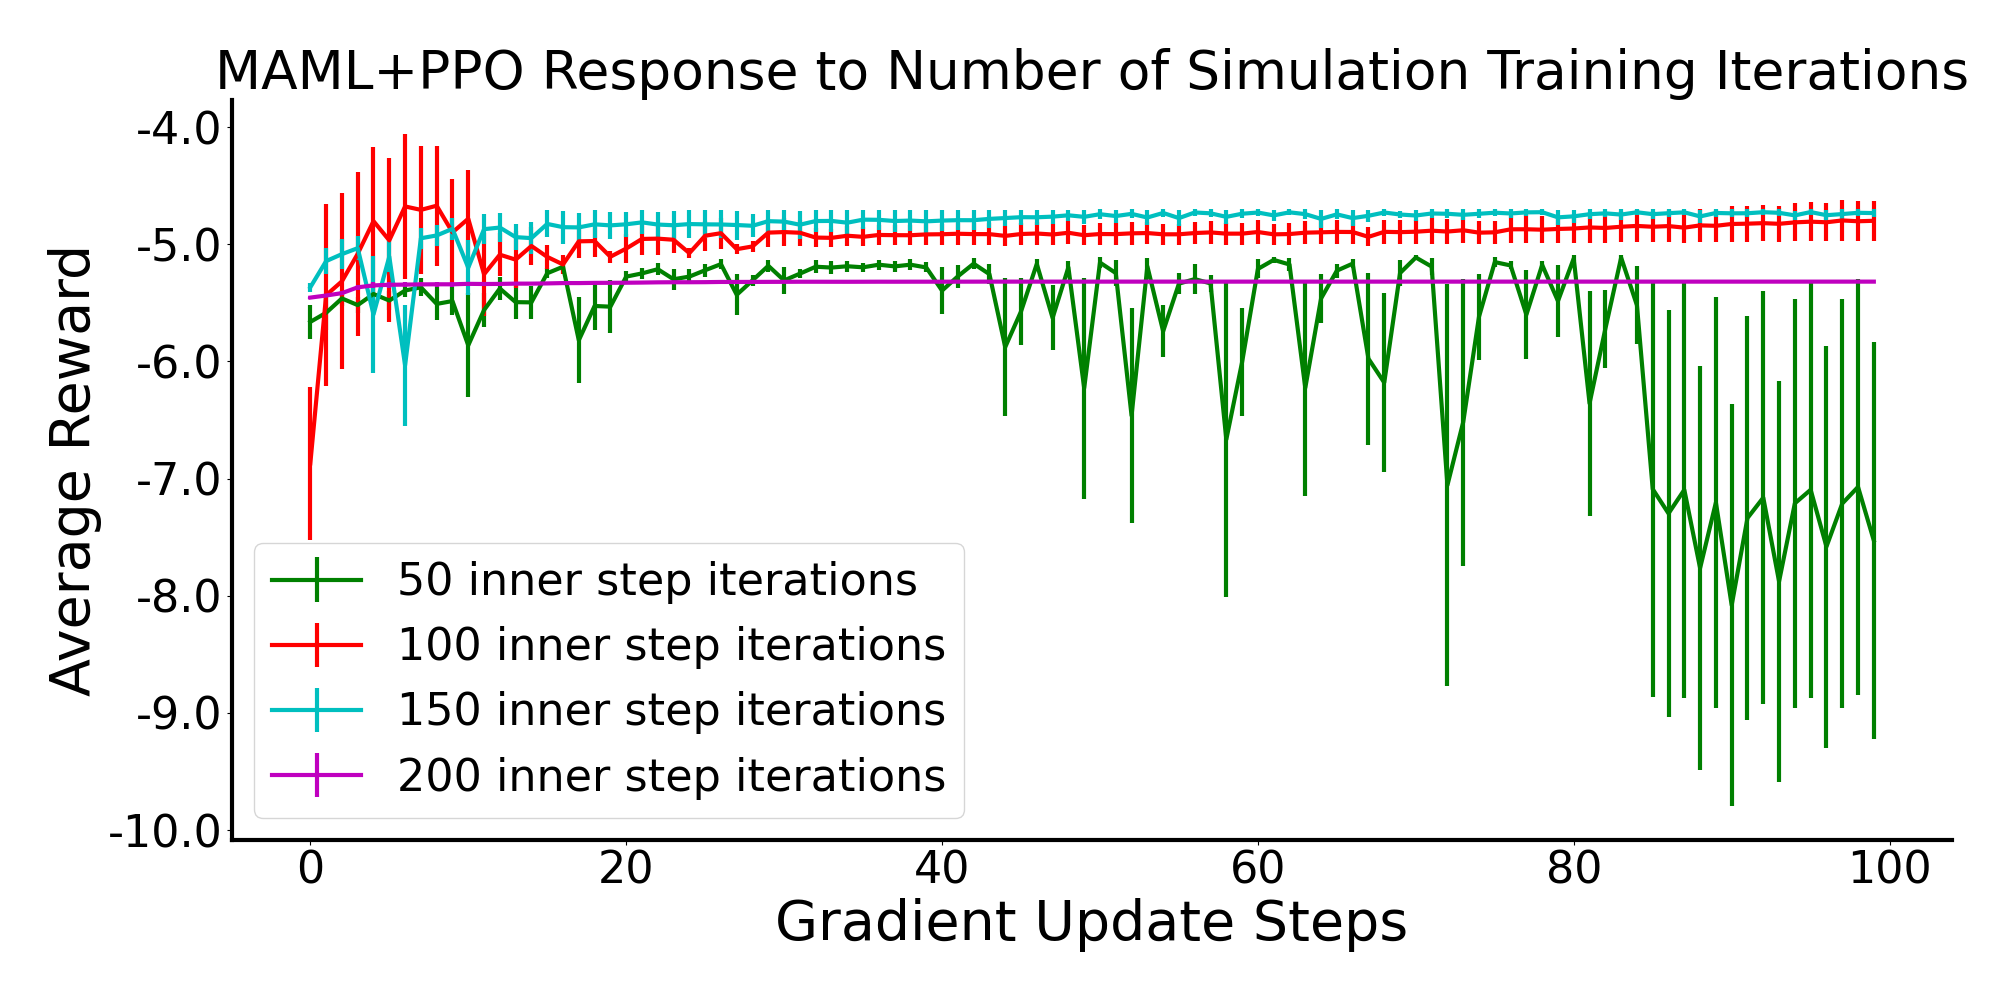 MAML+PPO Response to Number of Simulation Training Iterations
-4.0
-5.0
-6.0
-7.0
-8.0
-9.0
-10.0
Average Reward
50 inner step iterations
100 inner step iterations
150 inner step iterations
200 inner step iterations
0 20 40 60 80 100
Gradient Update Steps